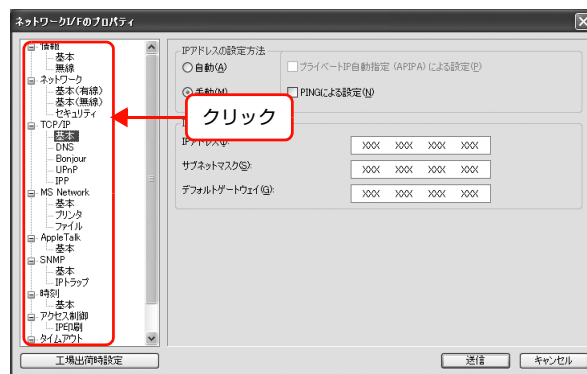 ネットワークI/Fのプロパティ
情報
基本
無線
ネットワーク
基本(有線)
基本(無線)
セキュリティ
TCP/IP
基本
DNS
Bonjour
UPnP
IPP
MS Network
基本
プリンタ
ファイル
AppleTalk
基本
SNMP
基本
IPトラップ
時刻
基本
アクセス制御
IPE印刷
タイムアウト
工場出荷時設定
クリック
IPアドレスの設定方法
自動(A)
プライベートIP自動指定 (APIPA) による設定(P)
手動(M)
PINGによる設定(N)
IPアドレス(I):
XXX XXX XXX XXX
サブネットマスク(S):
XXX XXX XXX XXX
デフォルトゲートウェイ(G):
XXX XXX XXX XXX
送信
キャンセル